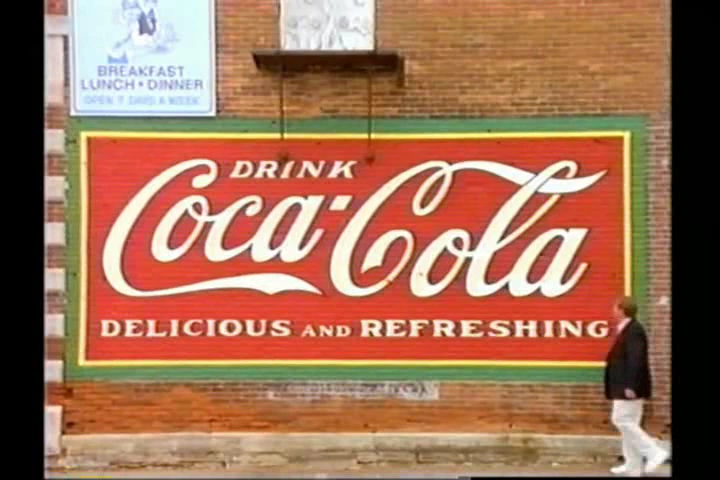 BREAKFAST
LUNCH • DINNER
OPEN 7 DAYS A WEEK
DRINK
Coca-Cola
DELICIOUS AND REFRESHING